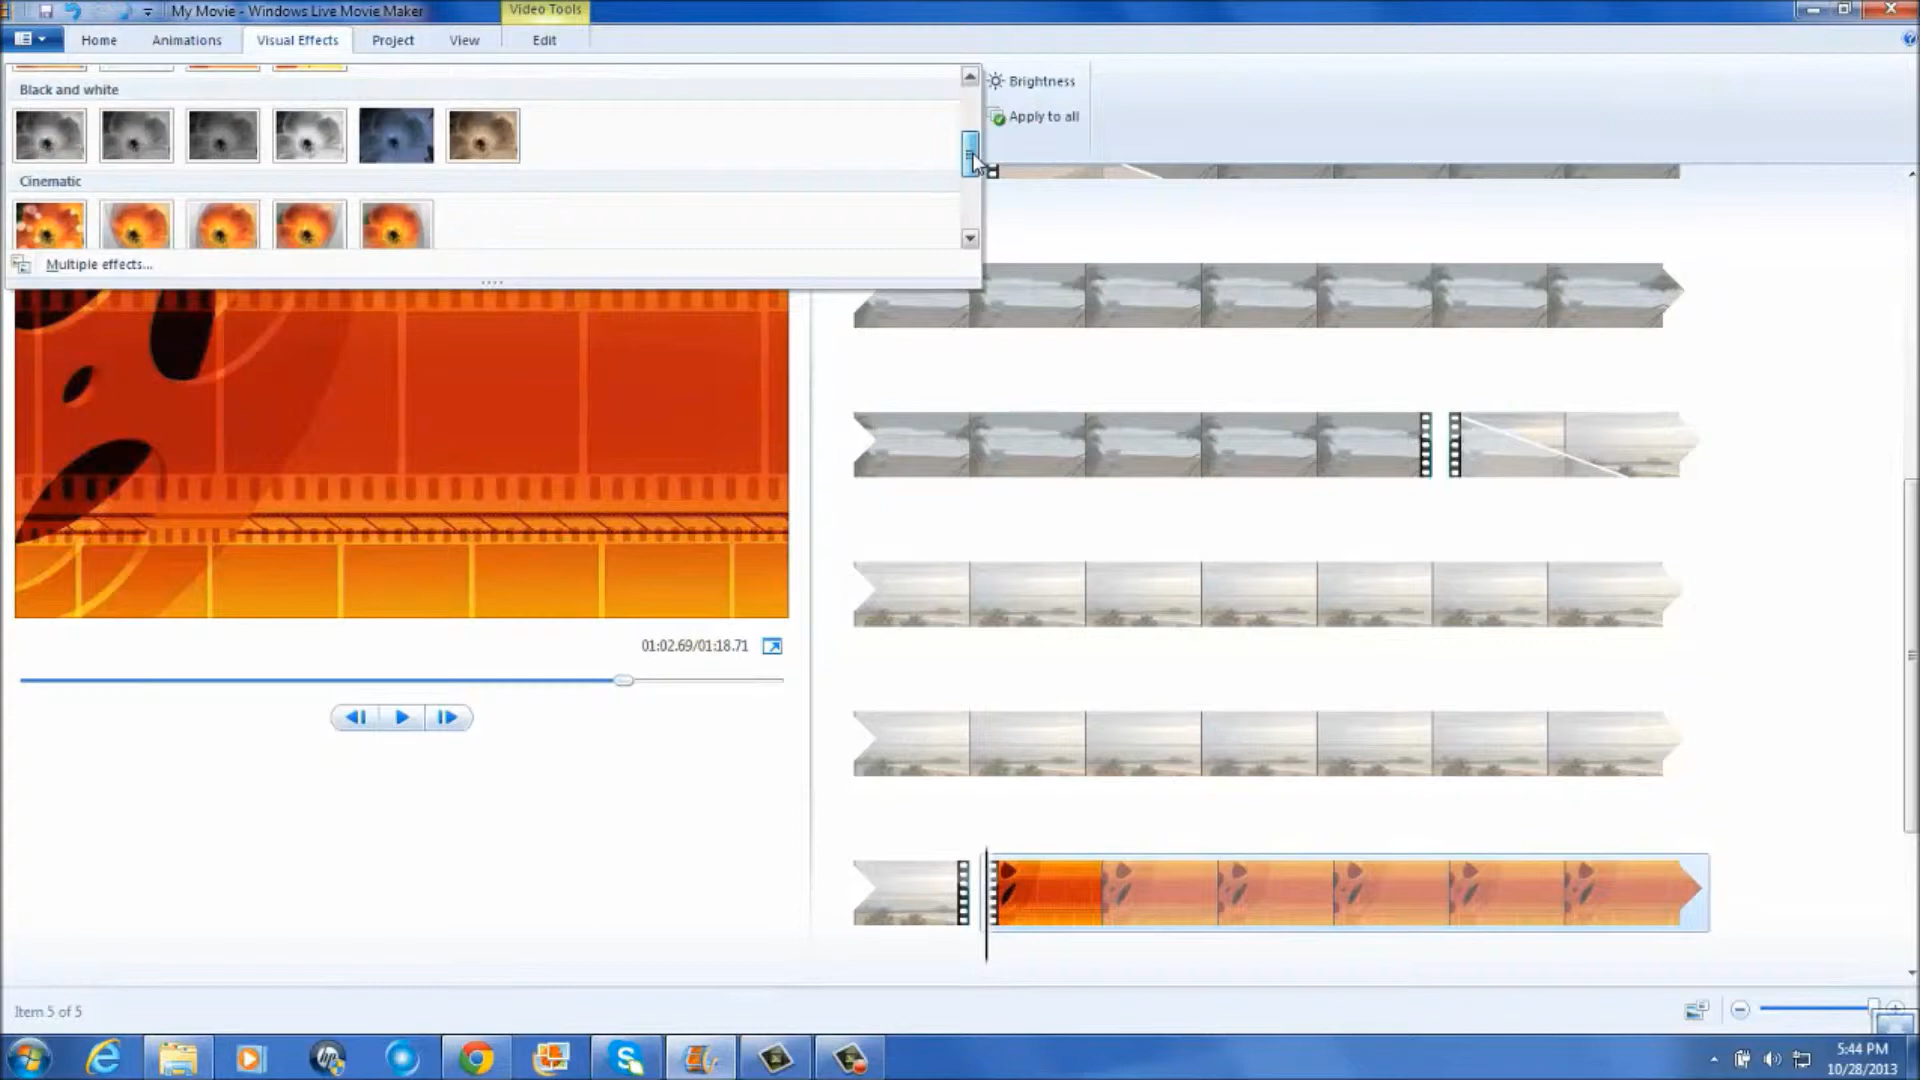 My Movie - Windows Live Movie Maker
Video Tools
Home
Animations
Visual Effects
Project
View
Edit
Black and white
Brightness
Apply to all
Cinematic
Multiple effects...
01:02.69/01:18.71
Item 5 of 5
5:44 PM
10/28/2013